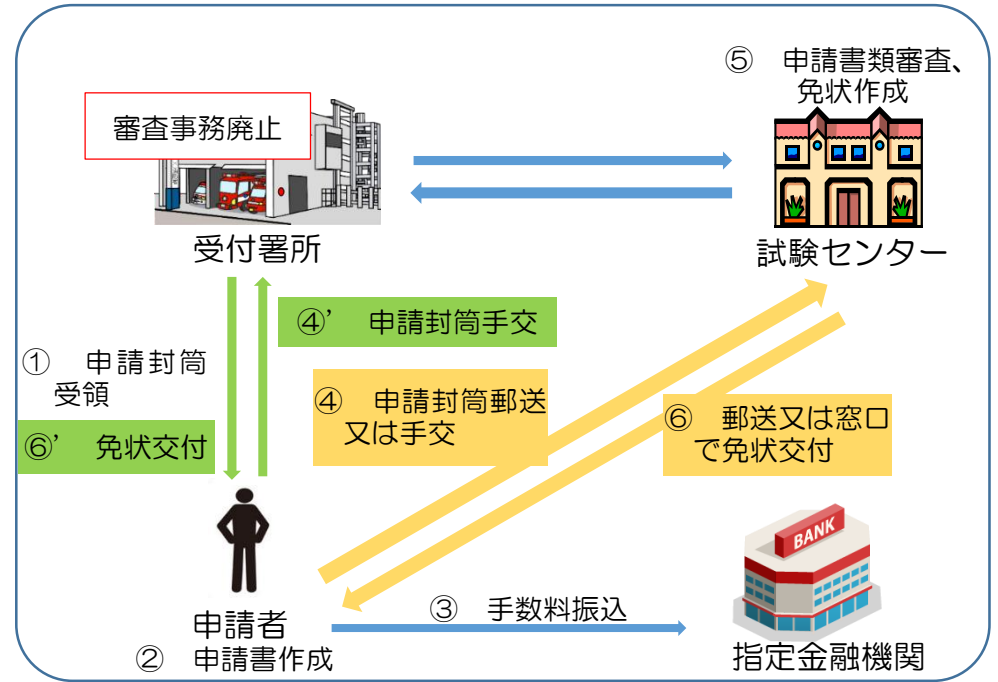 ⑤　申請書類審査、
免状作成
審査事務廃止
受付署所
試験センター
④’　申請封筒手交
①　申請封筒
受領
④　申請封筒郵送
又は手交
⑥　郵送又は窓口
で免状交付
⑥’　免状交付
BANK
申請者
③　手数料振込
②　申請書作成
指定金融機関